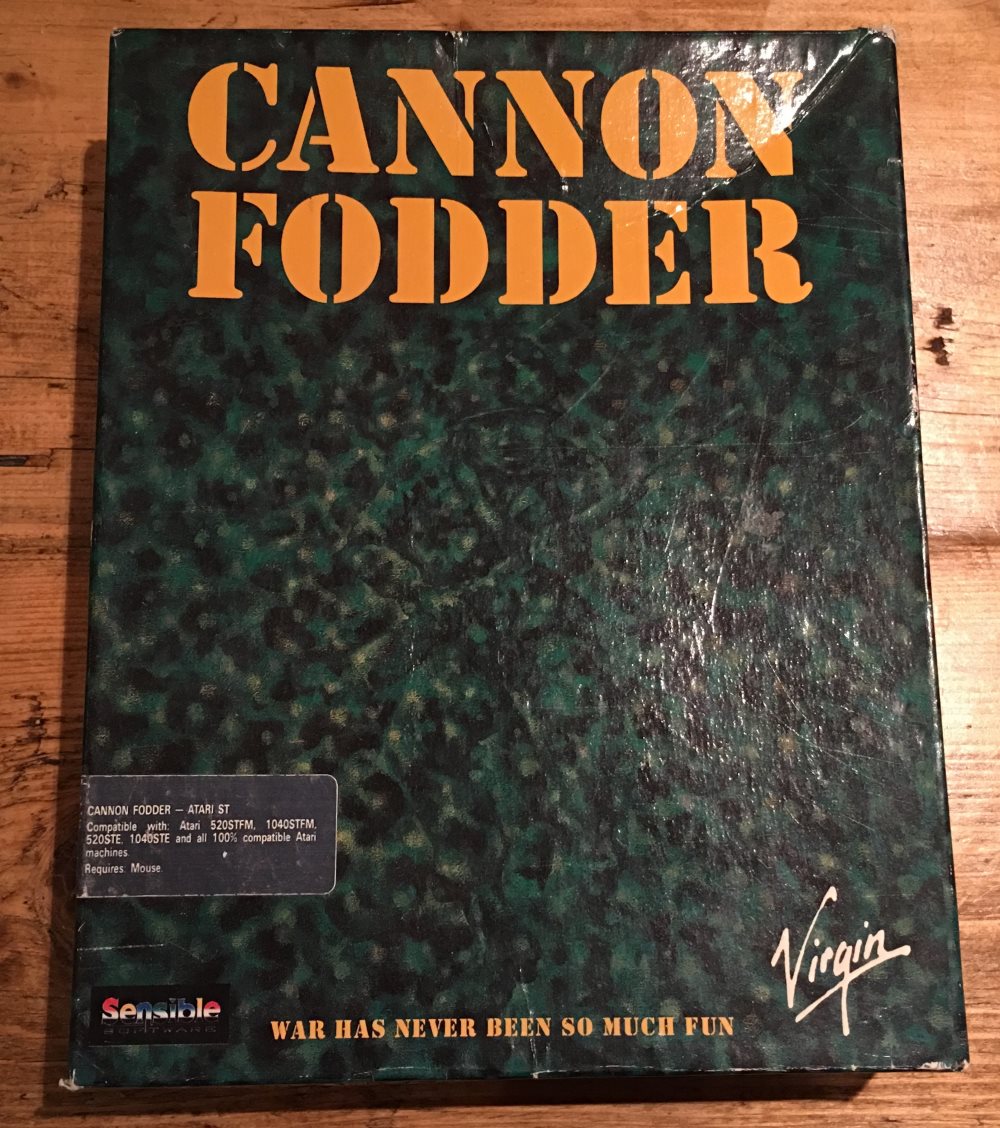 CANNON
FODDER
CANNON FODDER – ATARI ST
Compatible with: Atari 520STFM, 1040STFM,
520STE, 1040STE and all 100% compatible Atari
machines.
Requires: Mouse.
Virgin
Sensible
SOFTWARE
WAR HAS NEVER BEEN SO MUCH FUN